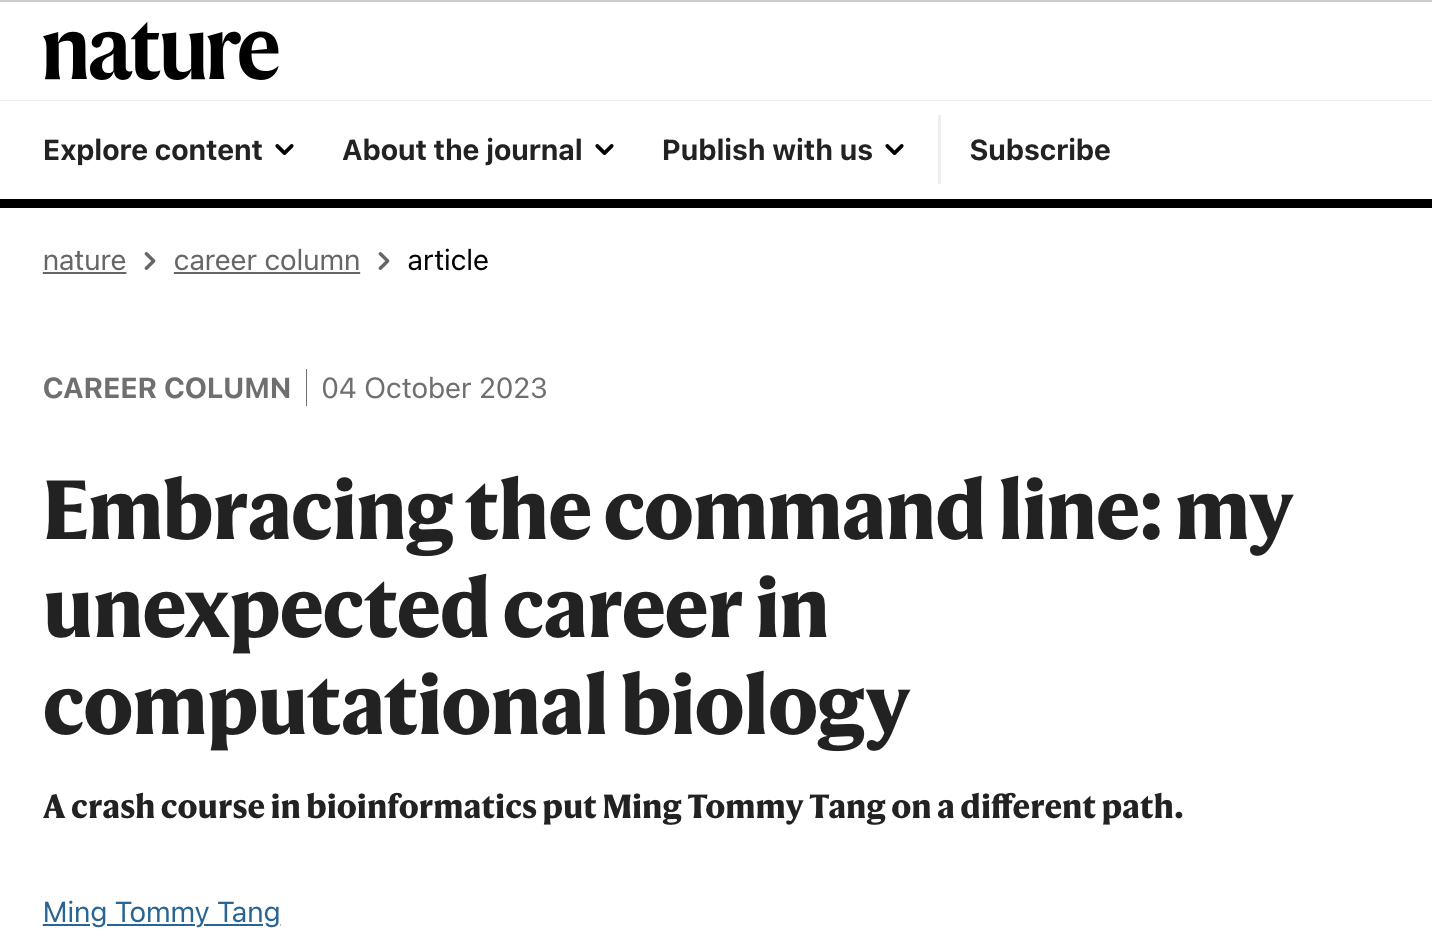 nature
Explore content About the journal Publish with us Subscribe
nature > career column > article
CAREER COLUMN 04 October 2023
Embracing the command line: my
unexpected career in
computational biology
A crash course in bioinformatics put Ming Tommy Tang on a different path.
Ming Tommy Tang